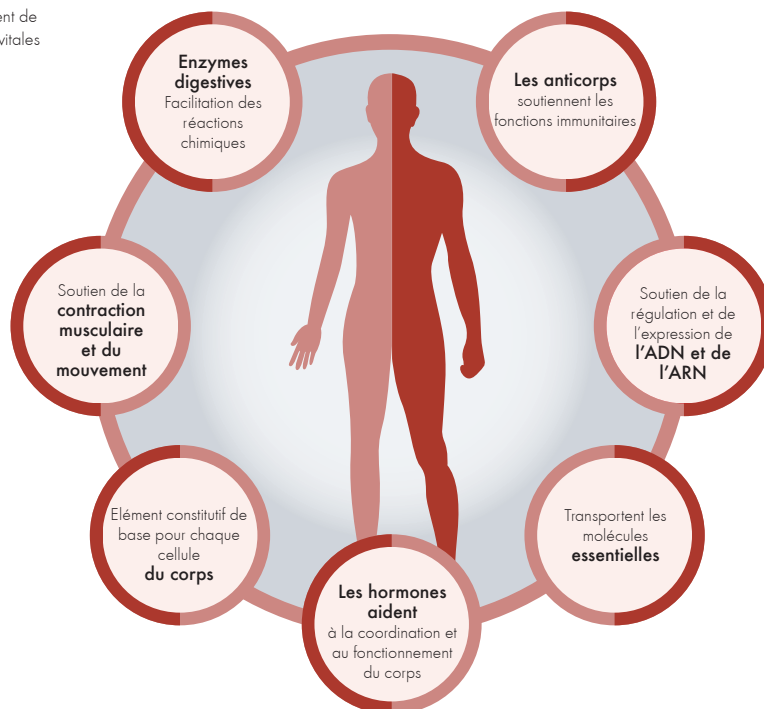 ent de
vitales
Enzymes
digestives
Facilitation des
réactions
chimiques
Les anticorps
soutiennent les
fonctions immunitaires
Soutien de la
contraction
musculaire
et du
mouvement
Soutien de la
régulation et de
l'expression de
l'ADN et de
l'ARN
Elément constitutif de
base pour chaque
cellule
du corps
Transportent les
molécules
essentielles
Les hormones
aident
à la coordination et
au fonctionnement
du corps